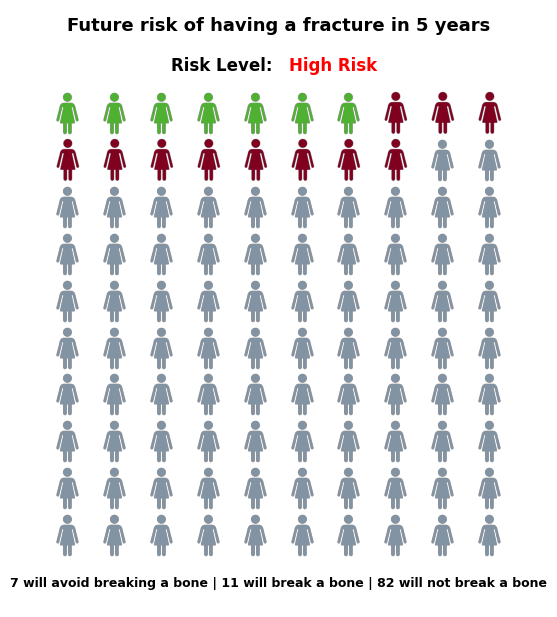 Future risk of having a fracture in 5 years
Risk Level: High Risk
7 will avoid breaking a bone | 11 will break a bone | 82 will not break a bone